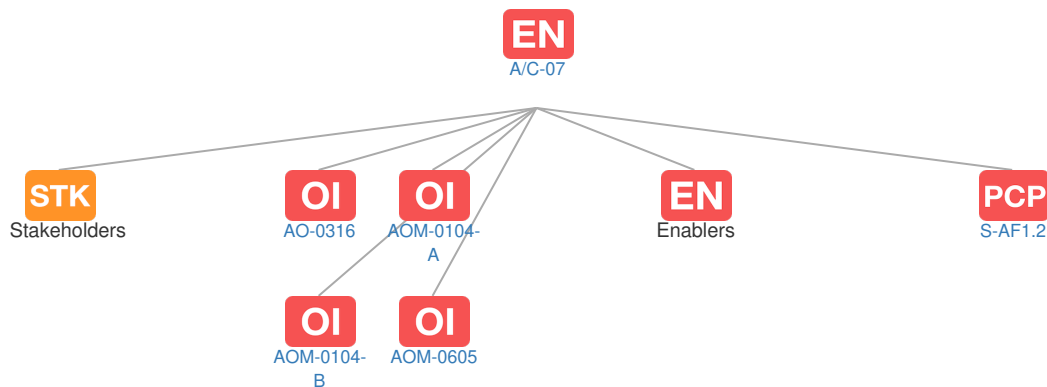 EN
A/C-07
STK
OI
OI
EN
PCP
Stakeholders
AO-0316
AOM-0104-
A
Enablers
S-AF1.2
OI
OI
AOM-0104-
B
AOM-0605